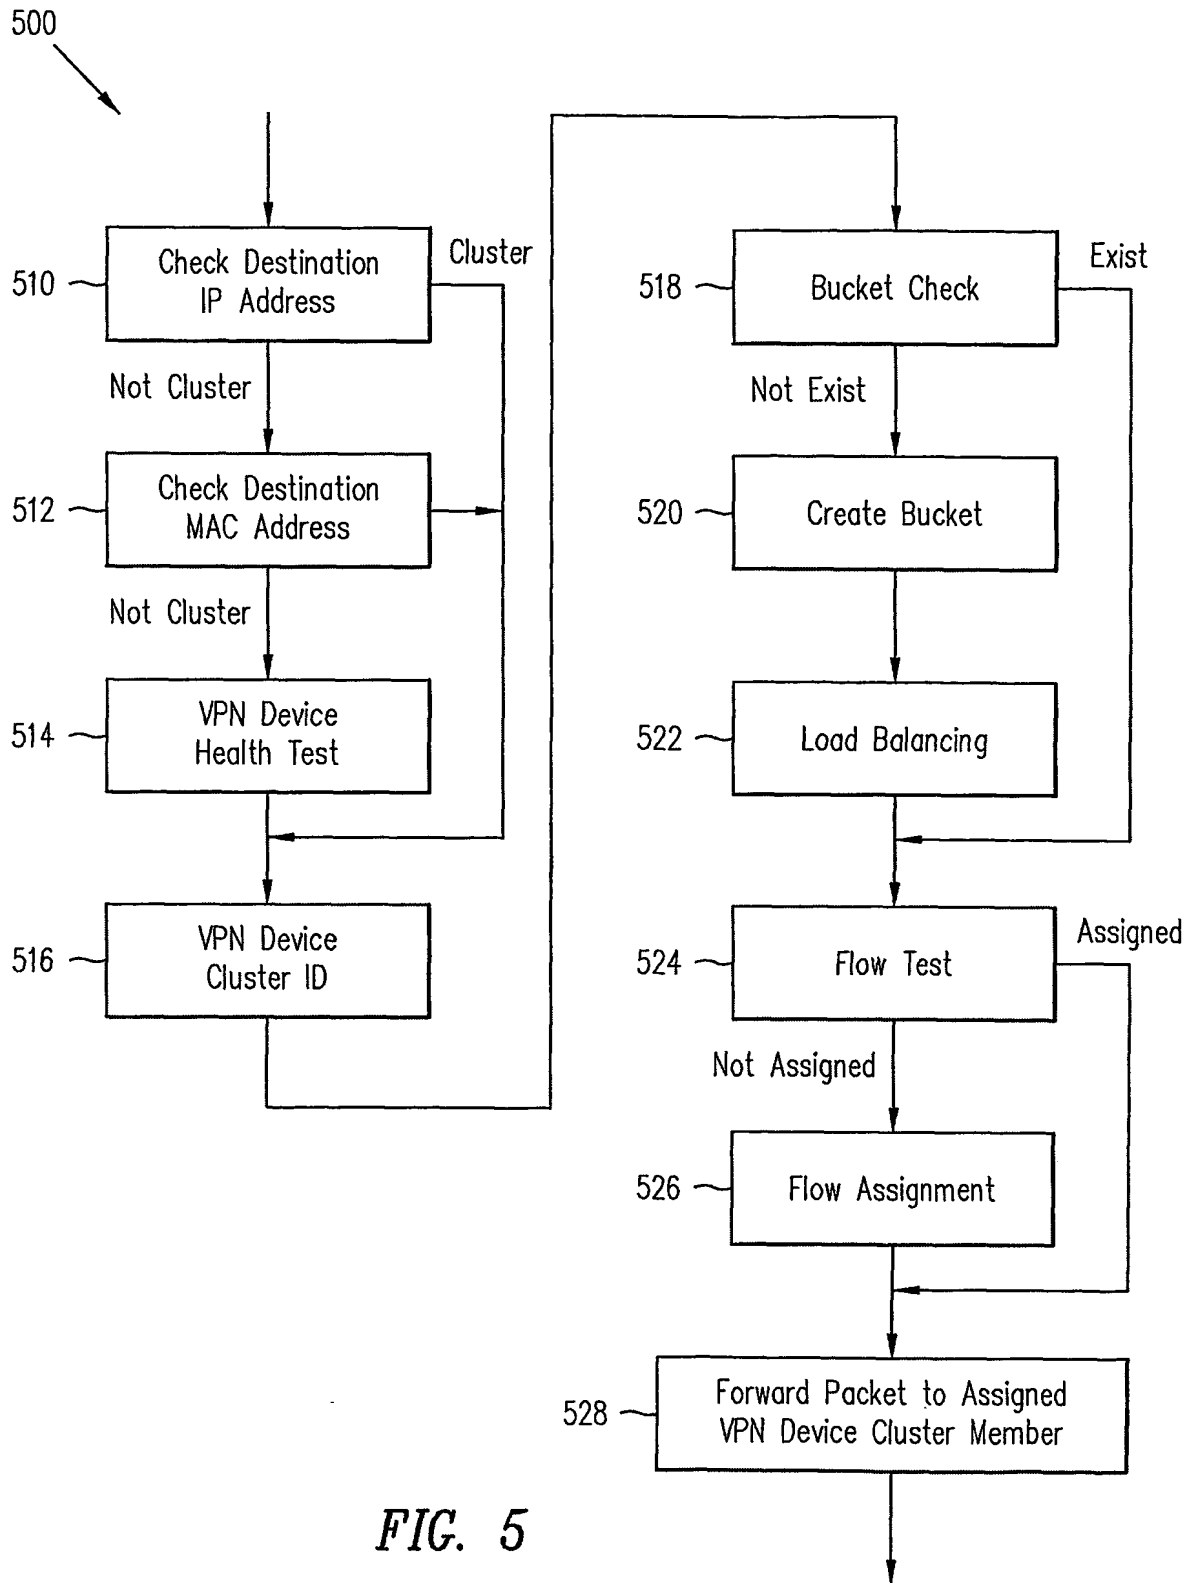 500
Check Destination
IP Address
Cluster
510
Not Cluster
Check Destination
MAC Address
512
Not Cluster
VPN Device
Health Test
514
VPN Device
Cluster ID
516
Bucket Check
Exist
518
Not Exist
Create Bucket
520
Load Balancing
522
Flow Test
Assigned
524
Not Assigned
Flow Assignment
526
Forward Packet to Assigned
VPN Device Cluster Member
528
FIG. 5